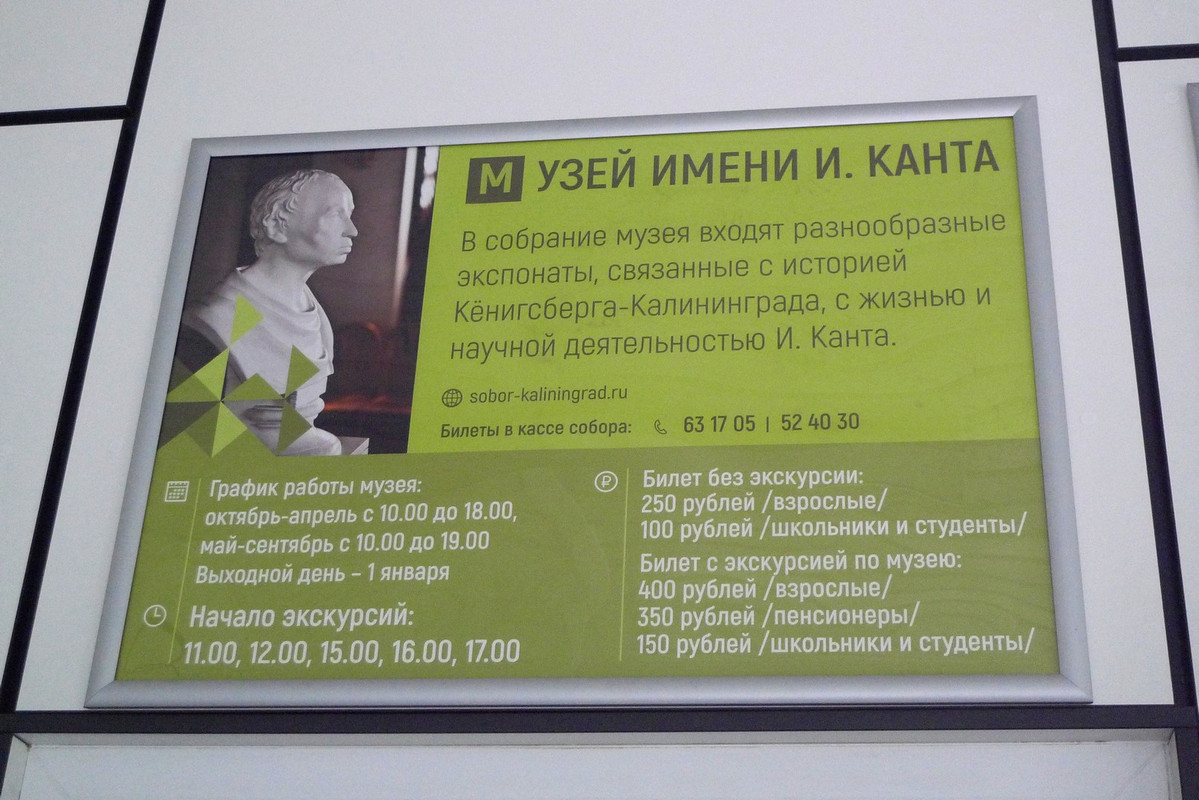 МУЗЕЙ ИМЕНИ И. КАНТА
В собрание музея входят разнообразные
экспонаты, связанные с историей
Кёнигсберга-Калининграда, с жизнью и
научной деятельностью И. Канта.
sobor-kaliningrad.ru
Билеты в кассе собора: 63 17 05 | 52 40 30
График работы музея:
октябрь-апрель с 10.00 до 18.00,
май-сентябрь с 10.00 до 19.00
Выходной день – 1 января
Начало экскурсий:
11.00, 12.00, 15.00, 16.00, 17.00
Билет без экскурсии:
250 рублей /взрослые/
100 рублей /школьники и студенты/
Билет с экскурсией по музею:
400 рублей /взрослые/
350 рублей /пенсионеры/
150 рублей /школьники и студенты/